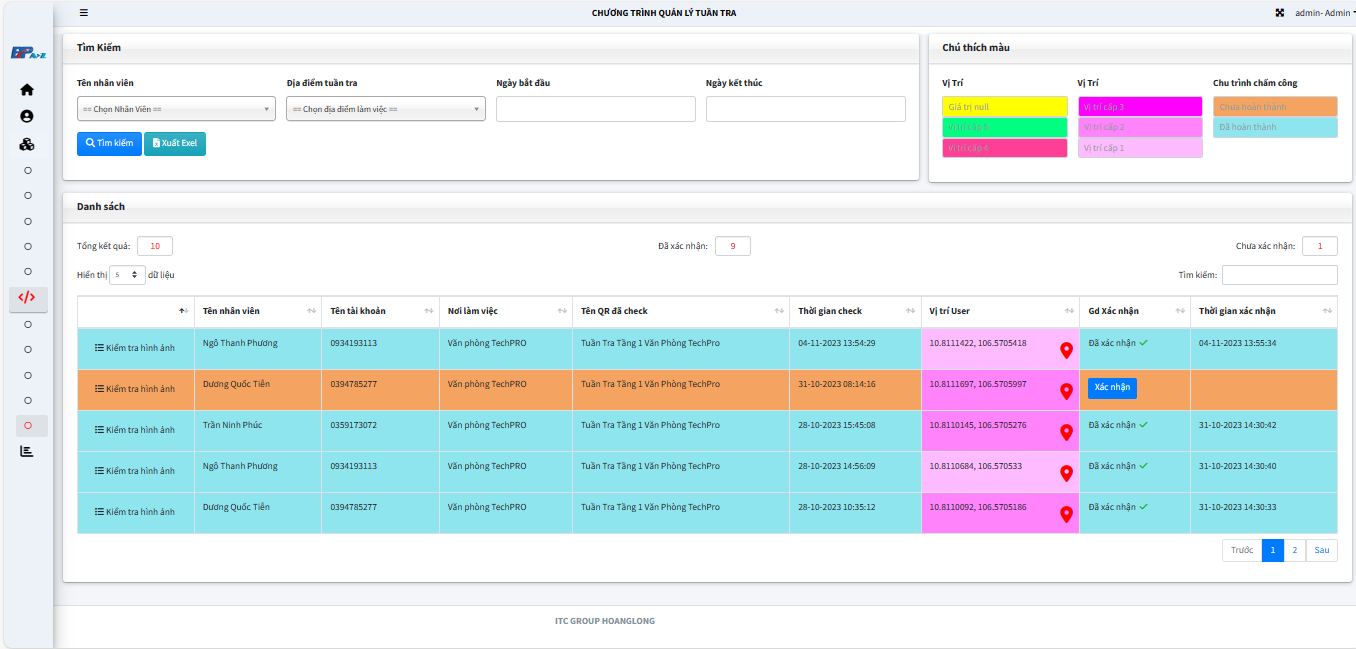 CHƯƠNG TRÌNH QUẢN LÝ TUẦN TRA
admin- Admin
Tìm Kiếm
Tên nhân viên
Địa điểm tuần tra
Ngày bắt đầu
Ngày kết thúc
== Chọn Nhân Viên ==
== Chọn địa điểm làm việc ==
Tìm kiếm
Xuất Exel
Chú thích màu
Vị Trí
Vị Trí
Chu trình chấm công
Giá trị null
Vị trí cấp 3
Chưa hoàn thành
Vị trí cấp 2
Đã hoàn thành
Vị trí cấp 4
Vị trí cấp 1
Danh sách
Tổng kết quả: 10
Đã xác nhận: 9
Chưa xác nhận: 1
Hiển thị 5 dữ liệu
Tìm kiếm:
Tên nhân viên Tên tài khoản Nơi làm việc Tên QR đã check Thời gian check Vị trí User Gd Xác nhận Thời gian xác nhận
Kiểm tra hình ảnh Ngô Thanh Phương 0934193113 Văn phòng TechPRO Tuần Tra Tầng 1 Văn Phòng TechPro 04-11-2023 13:54:29 10.8111422, 106.5705418 Đã xác nhận 04-11-2023 13:55:34
Kiểm tra hình ảnh Dương Quốc Tiễn 0394785277 Văn phòng TechPRO Tuần Tra Tầng 1 Văn Phòng TechPro 31-10-2023 08:14:16 10.8111697, 106.5705997 Xác nhận
Kiểm tra hình ảnh Trần Ninh Phúc 0359173072 Văn phòng TechPRO Tuần Tra Tầng 1 Văn Phòng TechPro 28-10-2023 15:45:08 10.8110145, 106.5705276 Đã xác nhận 31-10-2023 14:30:42
Kiểm tra hình ảnh Ngô Thanh Phương 0934193113 Văn phòng TechPRO Tuần Tra Tầng 1 Văn Phòng TechPro 28-10-2023 14:56:09 10.8110684, 106.570533 Đã xác nhận 31-10-2023 14:30:40
Kiểm tra hình ảnh Dương Quốc Tiễn 0394785277 Văn phòng TechPRO Tuần Tra Tầng 1 Văn Phòng TechPro 28-10-2023 10:35:12 10.8110092, 106.5705186 Đã xác nhận 31-10-2023 14:30:33
Trước 1 2 Sau
ITC GROUP HOANGLONG